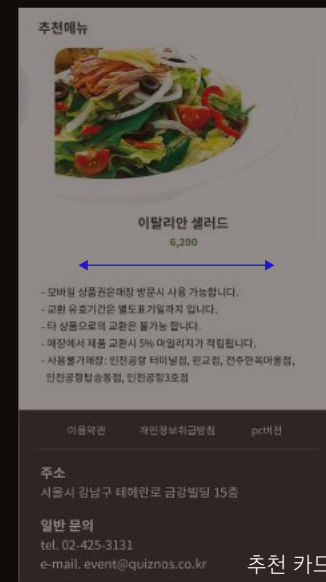 추천메뉴
이탈리안 샐러드
6,200
- 모바일 상품권은매장 방문시 사용 가능합니다.
- 교환 유효기간은 별도표기일까지 입니다.
- 타 상품으로의 교환은 불가능 합니다.
- 매장에서 제품 교환시 5% 마일리지가 적립됩니다.
- 사용불가매장: 인천공항 터미널점, 판교점, 전주한옥마을점,
인천공항탑승동점, 인천공항3호점
이용약관 개인정보취급방침 pc버젼
주소
서울시 강남구 테헤란로 금강빌딩 15층
일반 문의
tel. 02-425-3131
e-mail. event@quiznos.co.kr
추천 카드